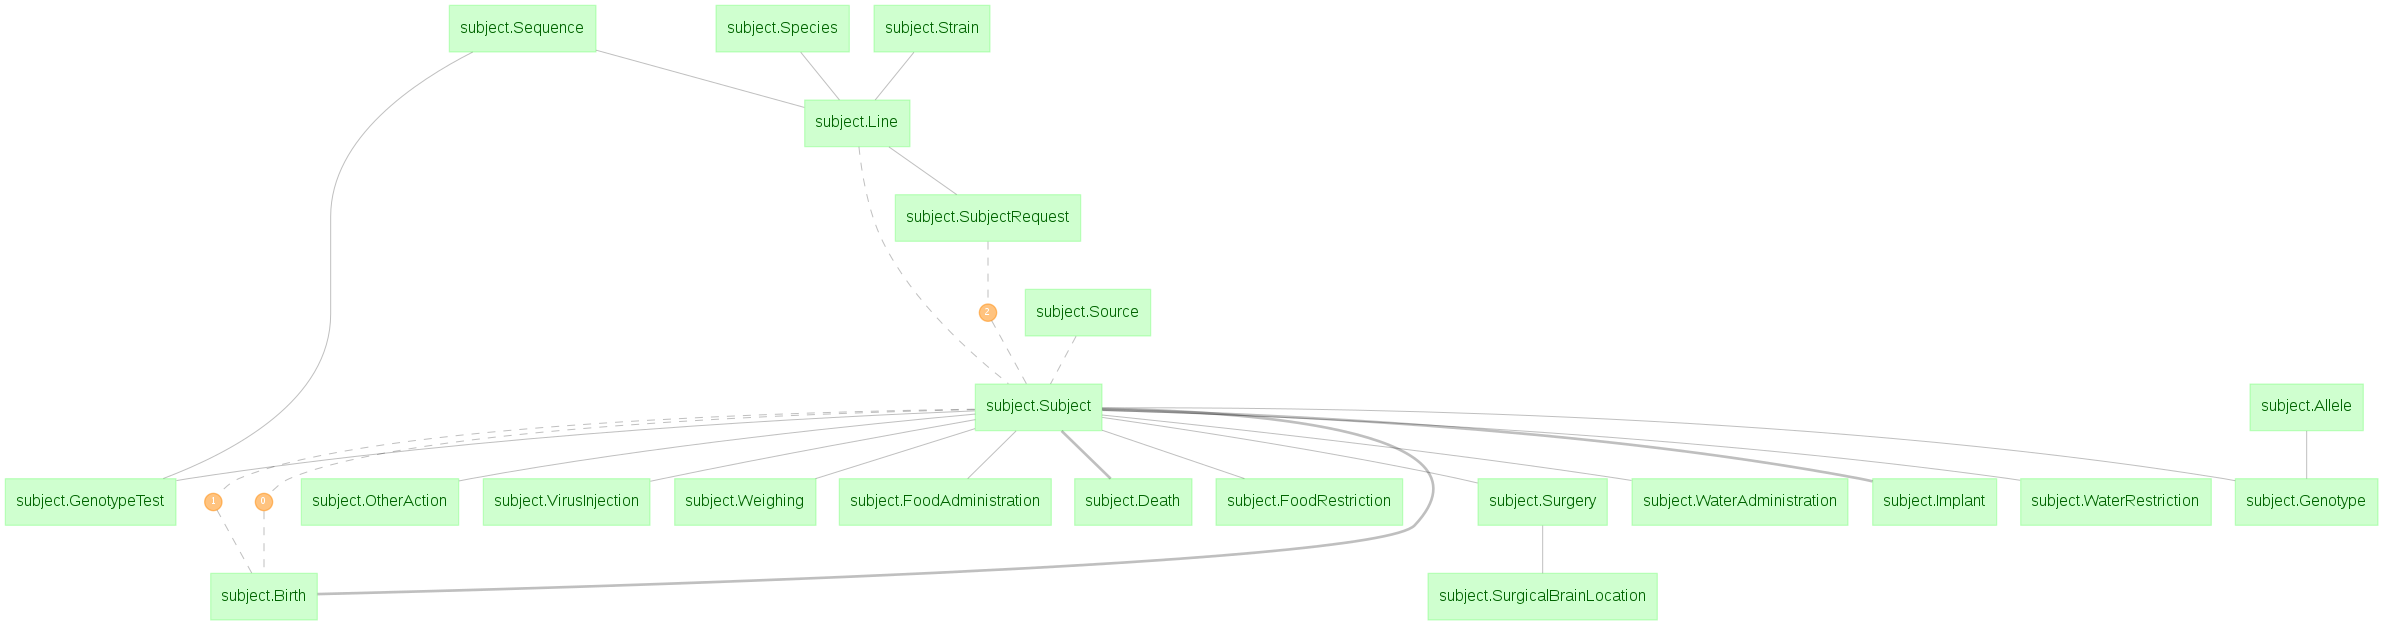 subject.Sequence
subject.Species
subject.Strain
subject.Line
subject.SubjectRequest
2
subject.Source
subject.Subject
subject.Allele
subject.GenotypeTest
1
0
subject.OtherAction
subject.VirusInjection
subject.Weighing
subject.FoodAdministration
subject.Death
subject.FoodRestriction
subject.Surgery
subject.WaterAdministration
subject.Implant
subject.WaterRestriction
subject.Genotype
subject.Birth
subject.SurgicalBrainLocation